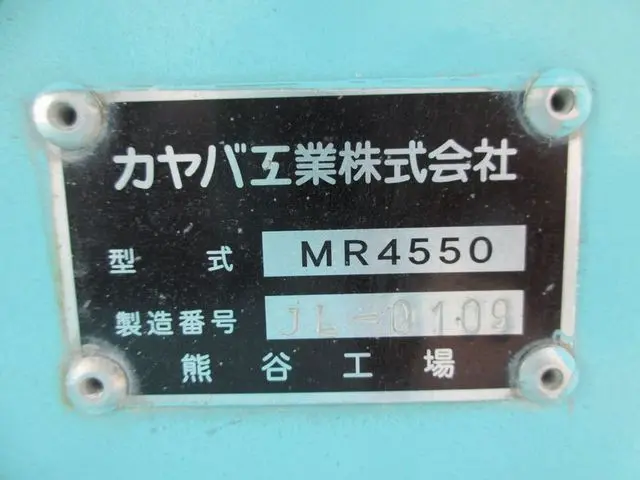 カヤバ工業株式会社
型式 MR4550
製造番号 JL-0109
熊谷工場